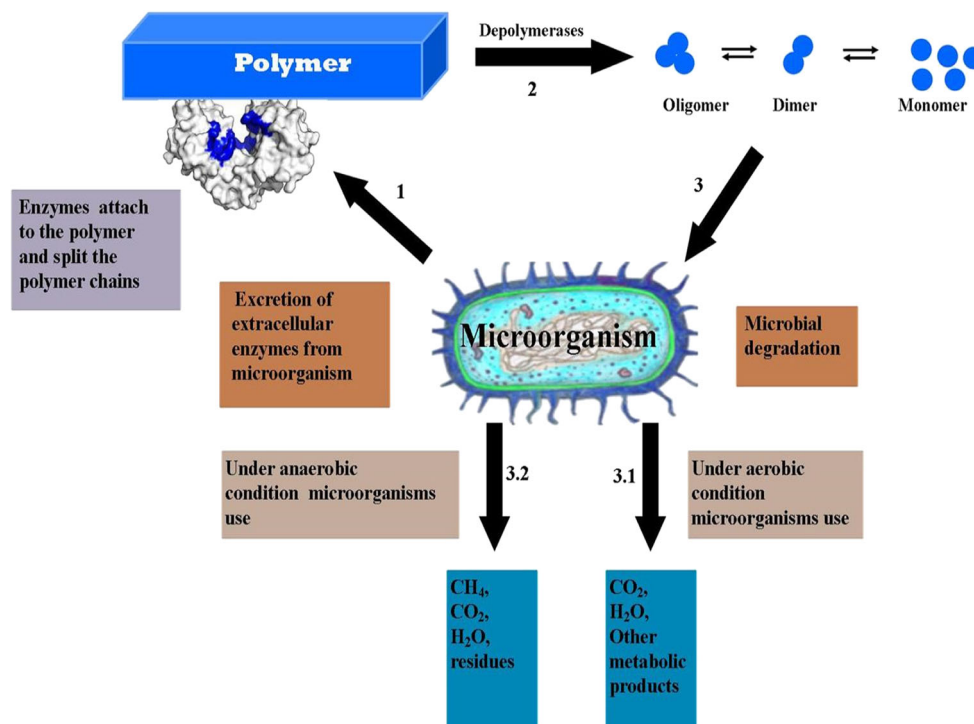 Polymer
Depolymerases
2
Oligomer
Dimer
Monomer
1
3
Enzymes attach
to the polymer
and split the
polymer chains
Excretion of
extracellular
enzymes from
microorganism
Microorganism
Microbial
degradation
Under anaerobic
condition microorganisms
use
3.2
3.1
Under aerobic
condition
microorganisms use
CH₄,
CO₂,
H₂O,
residues
CO₂,
H₂O,
Other
metabolic
products